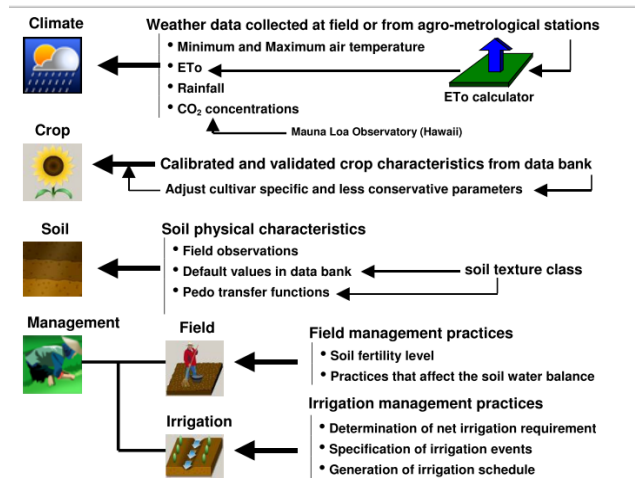 Climate
Weather data collected at field or from agro-metrological stations
• Minimum and Maximum air temperature
• ETo
• Rainfall
• CO2 concentrations
ETo calculator
Mauna Loa Observatory (Hawaii)
Crop
Calibrated and validated crop characteristics from data bank
Adjust cultivar specific and less conservative parameters
Soil
Soil physical characteristics
• Field observations
• Default values in data bank
• Pedo transfer functions
soil texture class
Management
Field
Field management practices
• Soil fertility level
• Practices that affect the soil water balance
Irrigation
Irrigation management practices
• Determination of net irrigation requirement
• Specification of irrigation events
• Generation of irrigation schedule